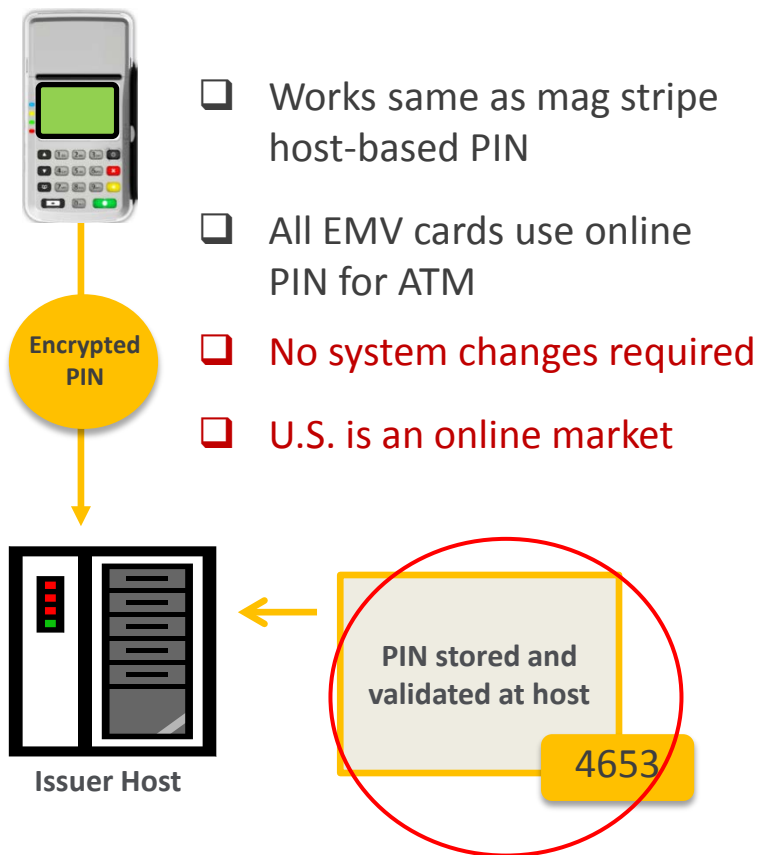 Works same as mag stripe
host-based PIN
All EMV cards use online
PIN for ATM
No system changes required
U.S. is an online market
Encrypted
PIN
PIN stored and
validated at host
4653
Issuer Host